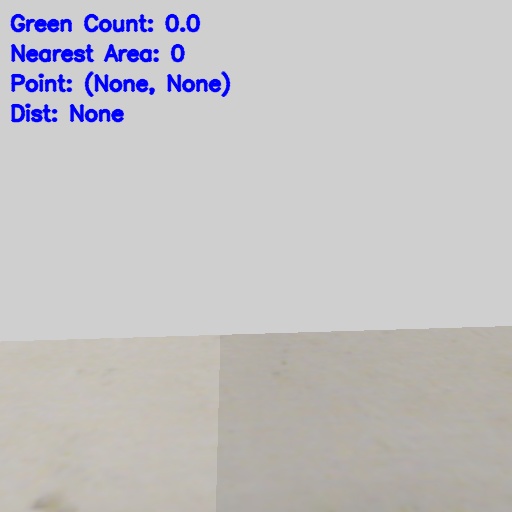 Green Count: 0.0
Nearest Area: 0
Point: (None, None)
Dist: None